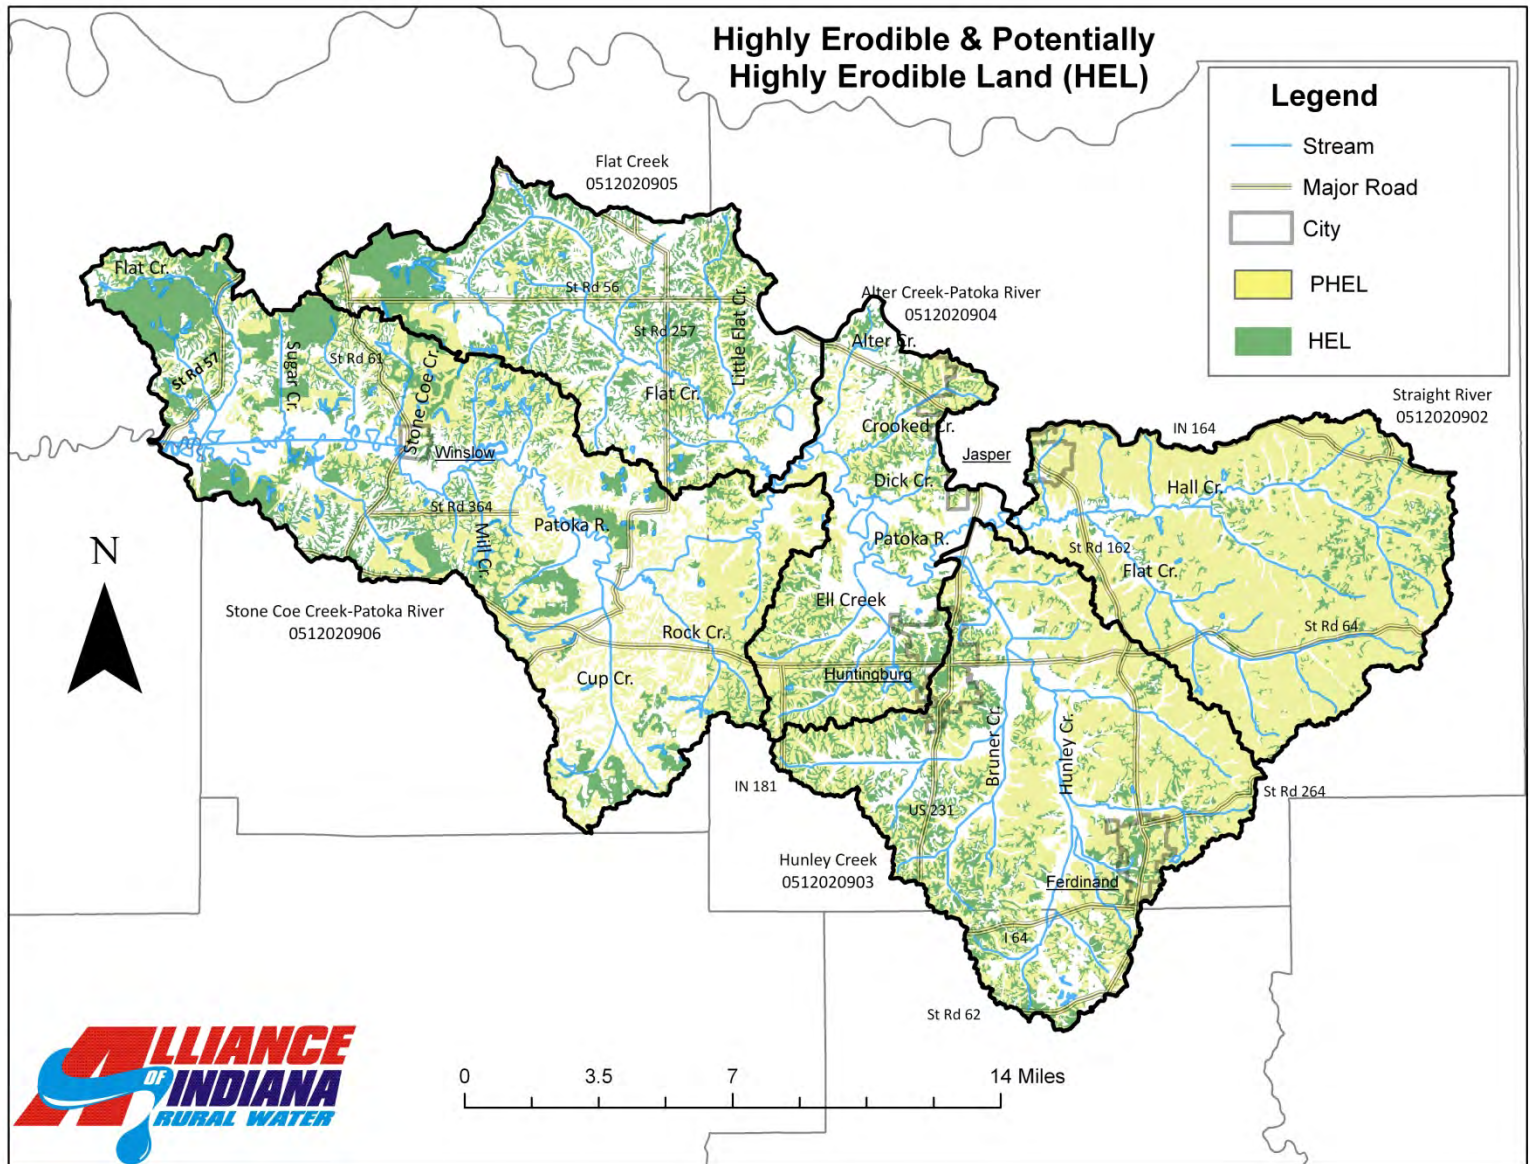 Highly Erodible & Potentially
Highly Erodible Land (HEL)
Legend
Stream
Major Road
City
PHEL
HEL
Flat Creek
0512020905
Flat Cr.
St Rd 56
Alter Creek-Patoka River
0512020904
St Rd 257
Little Flat Cr.
Alter Cr.
St Rd 57
Sugar Cr.
St Rd 61
Stone Coe Cr.
Flat Cr.
Straight River
0512020902
IN 164
Crooked Cr.
Winslow
Jasper
Dick Cr.
Hall Cr.
St Rd 364
Mill Cr.
Patoka R.
Patoka R.
St Rd 162
Flat Cr.
N
Stone Coe Creek-Patoka River
0512020906
Ell Creek
Rock Cr.
St Rd 64
Cup Cr.
Huntingburg
Bruner Cr.
Hunley Cr.
IN 181
US 231
St Rd 264
Hunley Creek
0512020903
Ferdinand
I 64
St Rd 62
ALLIANCE
OF INDIANA
RURAL WATER
0 3.5 7 14 Miles